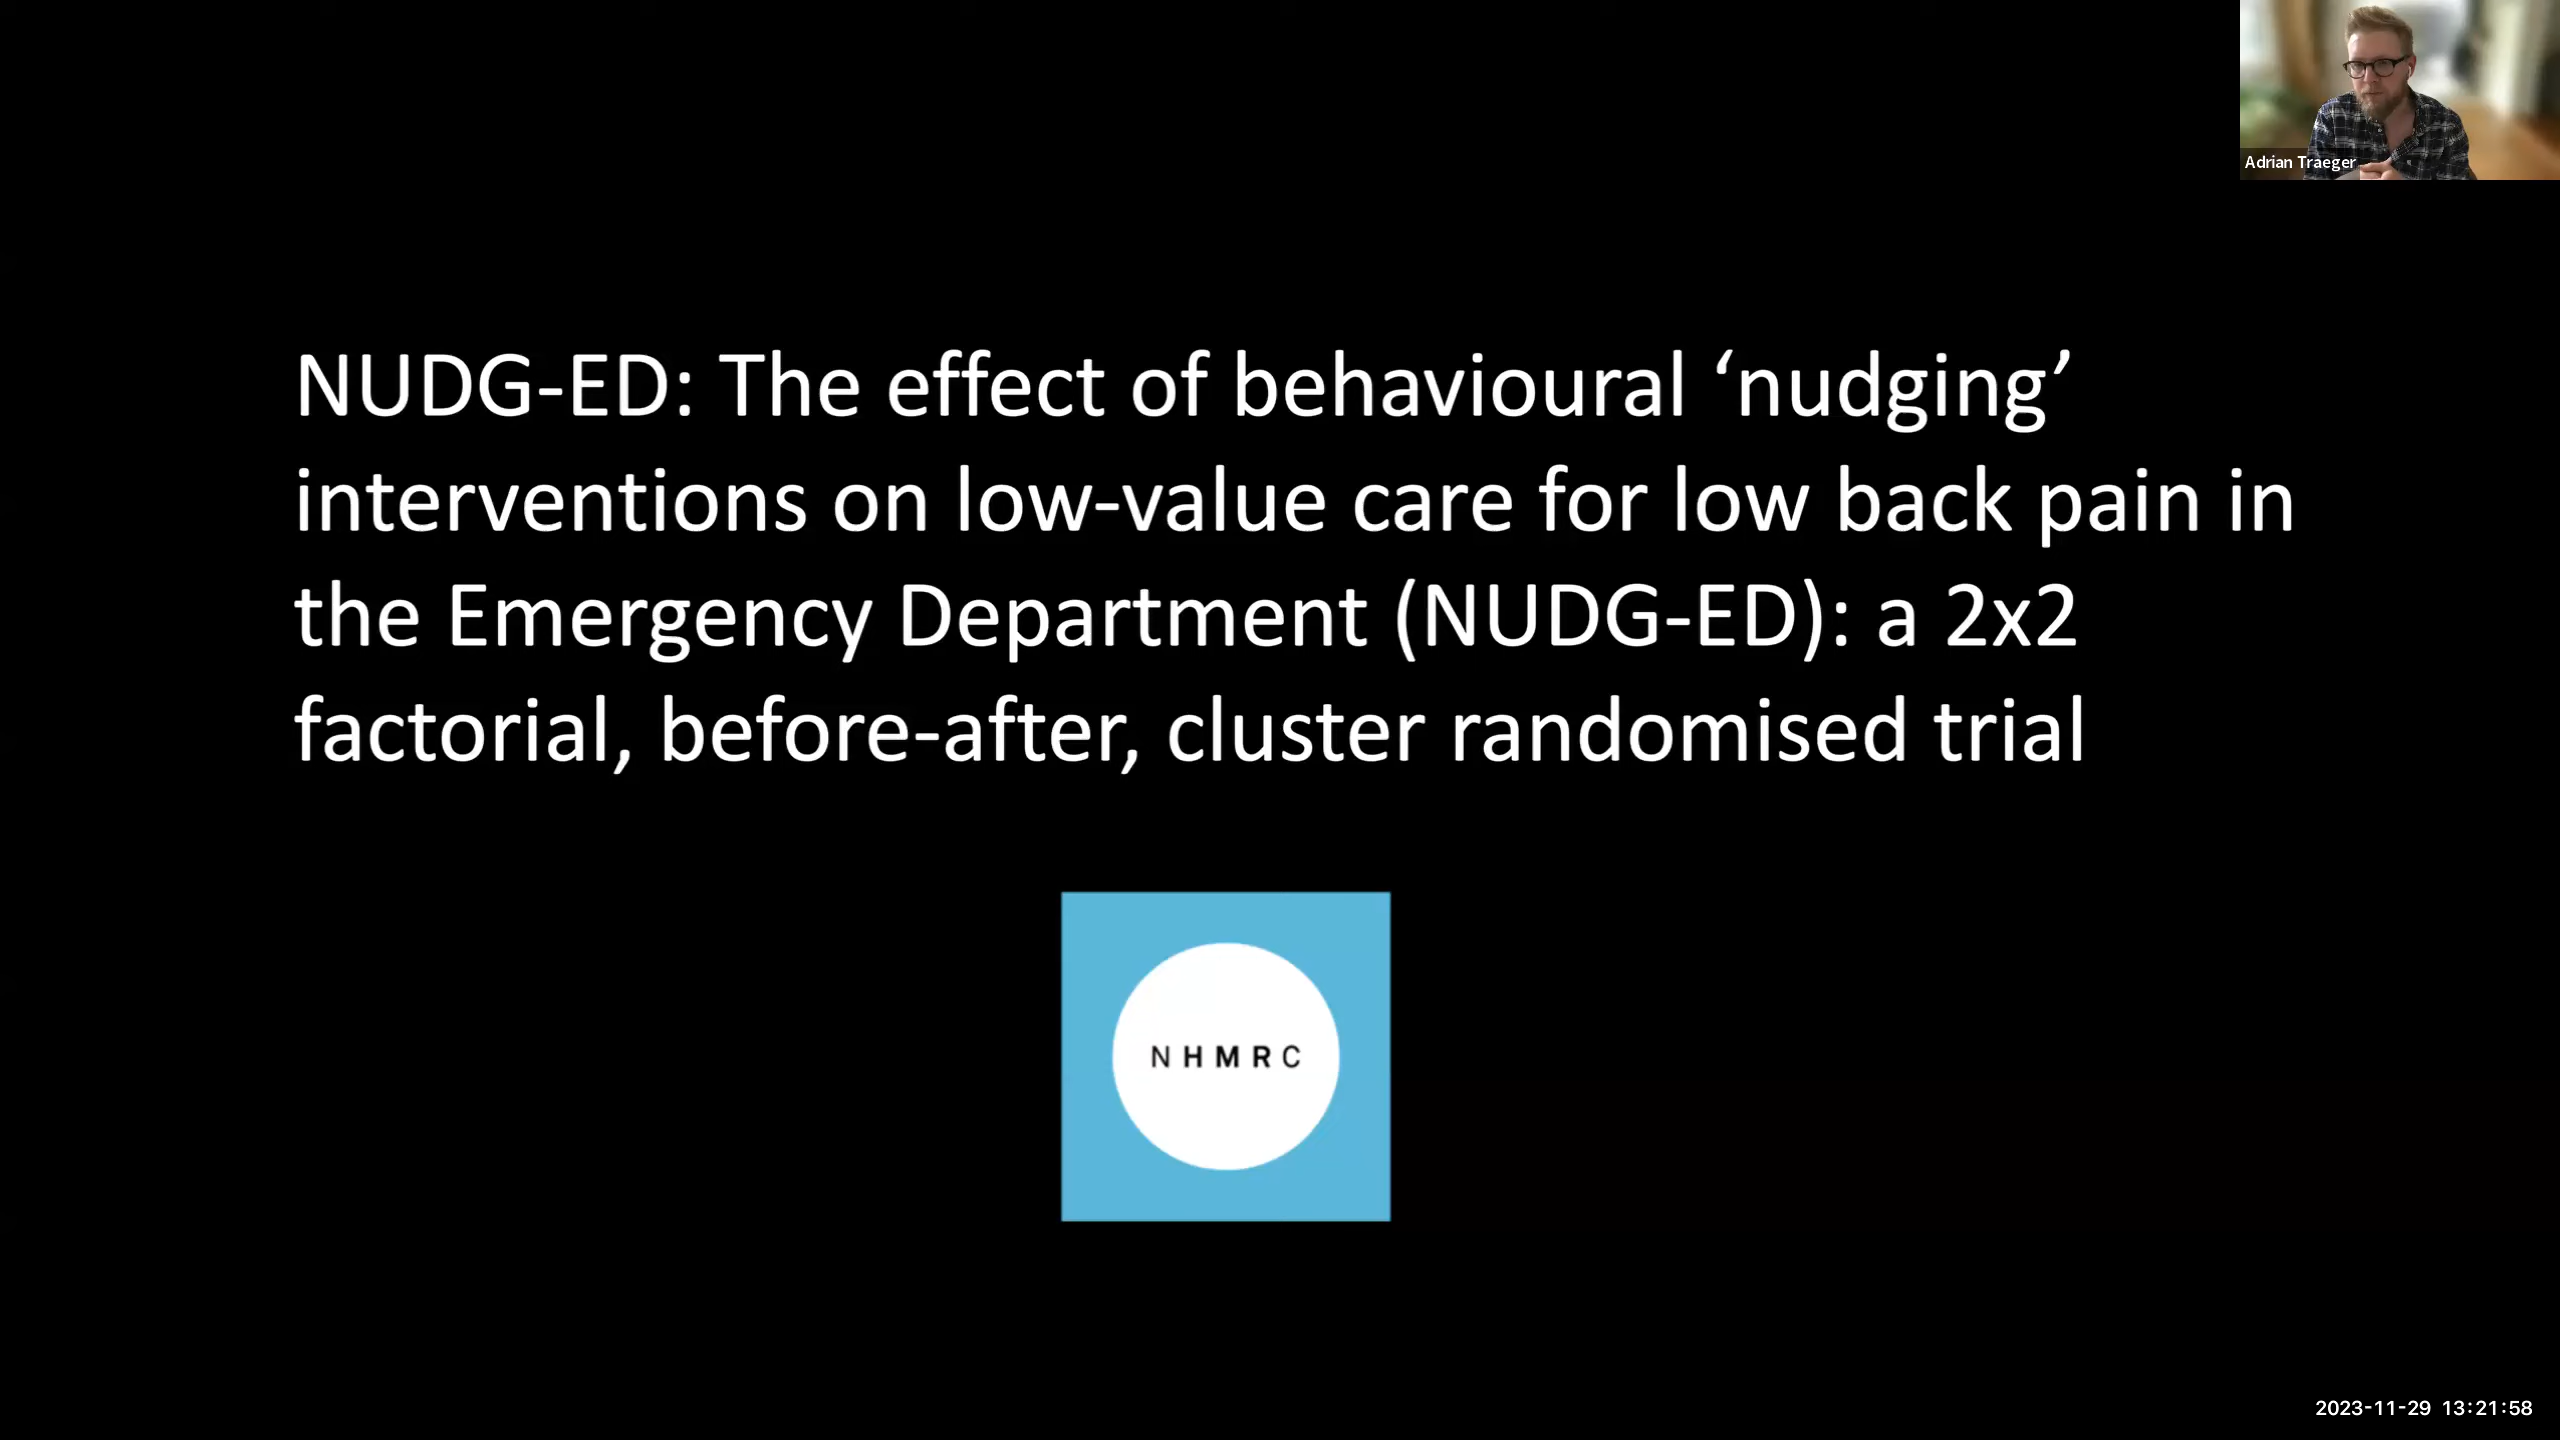 Adrian Traeger
NUDG-ED: The effect of behavioural ‘nudging’
interventions on low-value care for low back pain in
the Emergency Department (NUDG-ED): a 2x2
factorial, before-after, cluster randomised trial
NHMRC
2023-11-29 13:21:58